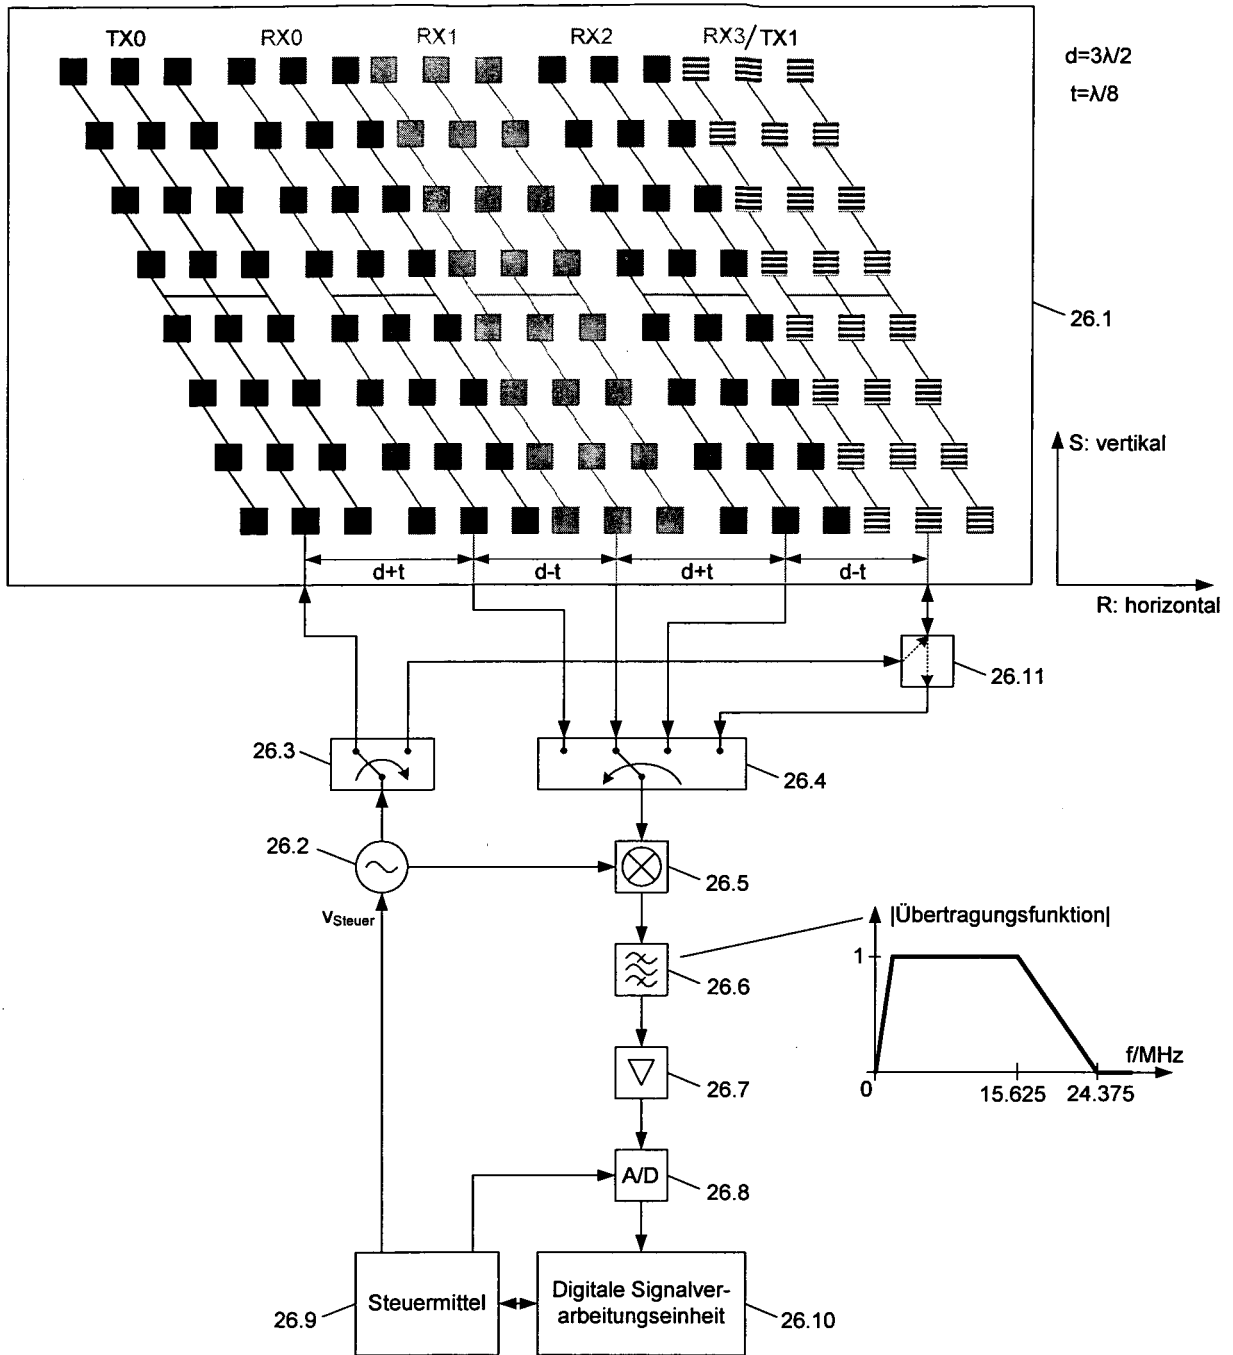 TX0 RX0 RX1 RX2 RX3/TX1
d=3λ/2
t=λ/8
26.1
S: vertikal
d+t d-t d+t d-t
R: horizontal
26.11
26.3
26.4
26.2
26.5
VSteuer
|Übertragungsfunktion|
1
26.6
f/MHz
0 15.625 24.375
26.7
A/D
26.8
Steuermittel
Digitale Signalver-
arbeitungseinheit
26.9
26.10